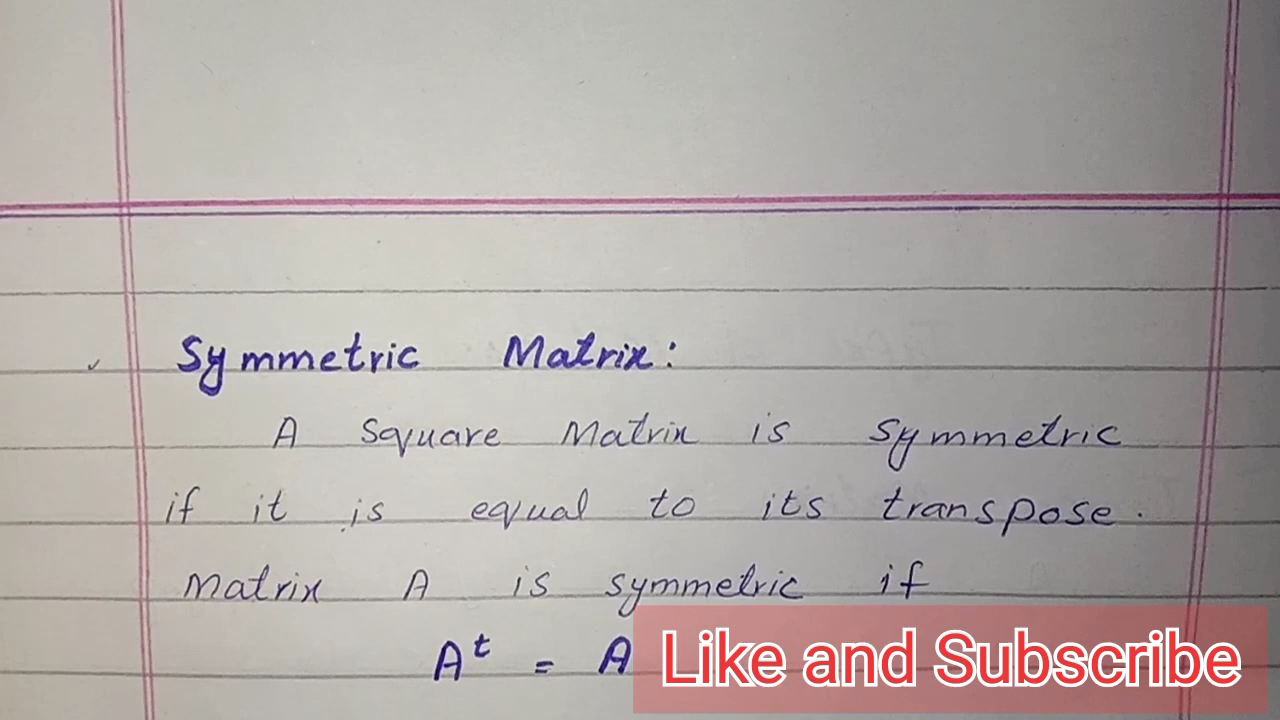 Symmetric Matrix:
A Square Matrix is Symmetric
if it is equal to its transpose.
Matrix A is symmetric if
Aᵗ = A
Like and Subscribe